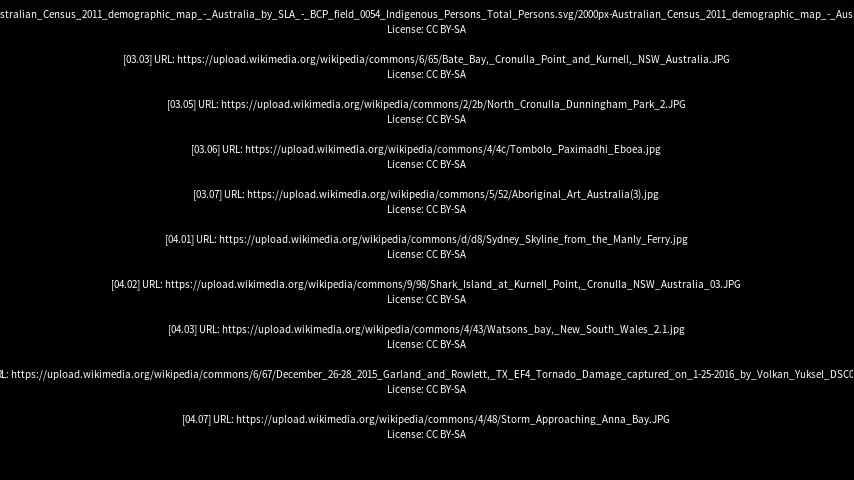 stralian_Census_2011_demographic_map_-_Australia_by_SLA_-_BCP_field_0054_Indigenous_Persons_Total_Persons.svg/2000px-Australian_Census_2011_demographic_map_-_Aus
License: CC BY-SA
[03.03] URL: https://upload.wikimedia.org/wikipedia/commons/6/65/Bate_Bay,_Cronulla_Point_and_Kurnell,_NSW_Australia.JPG
License: CC BY-SA
[03.05] URL: https://upload.wikimedia.org/wikipedia/commons/2/2b/North_Cronulla_Dunningham_Park_2.JPG
License: CC BY-SA
[03.06] URL: https://upload.wikimedia.org/wikipedia/commons/4/4c/Tombolo_Paximadhi_Eboea.jpg
License: CC BY-SA
[03.07] URL: https://upload.wikimedia.org/wikipedia/commons/5/52/Aboriginal_Art_Australia(3).jpg
License: CC BY-SA
[04.01] URL: https://upload.wikimedia.org/wikipedia/commons/d/d8/Sydney_Skyline_from_the_Manly_Ferry.jpg
License: CC BY-SA
[04.02] URL: https://upload.wikimedia.org/wikipedia/commons/9/98/Shark_Island_at_Kurnell_Point,_Cronulla_NSW_Australia_03.JPG
License: CC BY-SA
[04.03] URL: https://upload.wikimedia.org/wikipedia/commons/4/43/Watsons_bay,_New_South_Wales_2.1.jpg
License: CC BY-SA
RL: https://upload.wikimedia.org/wikipedia/commons/6/67/December_26-28_2015_Garland_and_Rowlett,_TX_EF4_Tornado_Damage_captured_on_1-25-2016_by_Volkan_Yuksel_DSC0
License: CC BY-SA
[04.07] URL: https://upload.wikimedia.org/wikipedia/commons/4/48/Storm_Approaching_Anna_Bay.JPG
License: CC BY-SA